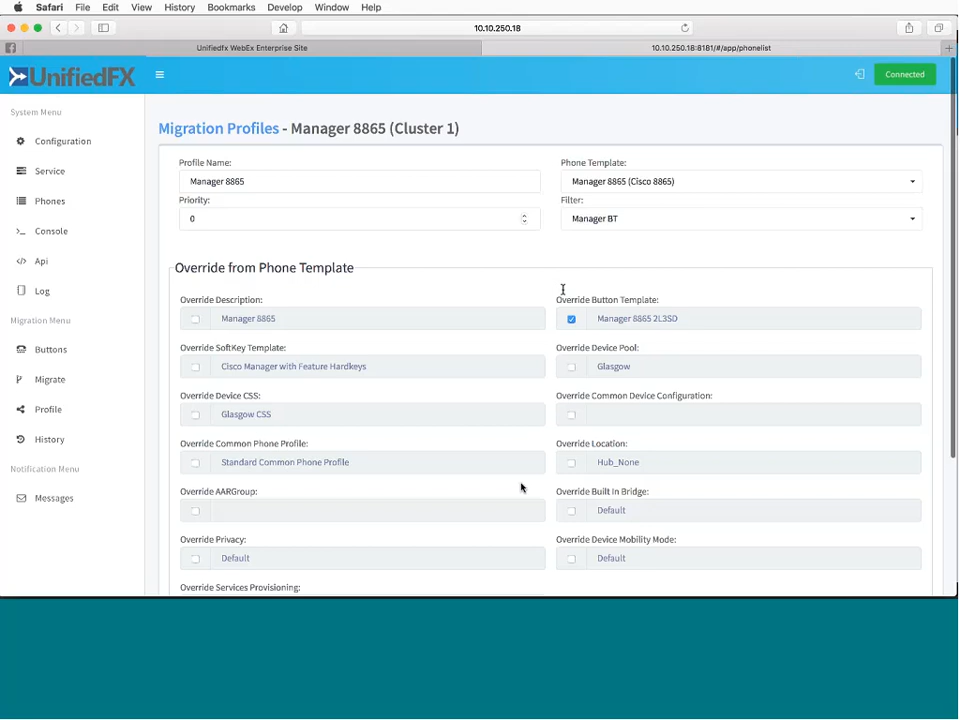 Safari File Edit View History Bookmarks Develop Window Help
10.10.250.18
Unifiedfx WebEx Enterprise Site 10.10.250.18:8181/#/app/phonelist
UnifiedFX Connected
System Menu
Configuration
Service
Phones
Console
Api
Log
Migration Menu
Buttons
Migrate
Profile
History
Notification Menu
Messages
Migration Profiles - Manager 8865 (Cluster 1)
Profile Name: Phone Template:
Manager 8865 Manager 8865 (Cisco 8865)
Priority: Filter:
0 Manager BT
Override from Phone Template
Override Description: Override Button Template:
Manager 8865 Manager 8865 2L3SD
Override SoftKey Template: Override Device Pool:
Cisco Manager with Feature Hardkeys Glasgow
Override Device CSS: Override Common Device Configuration:
Glasgow CSS
Override Common Phone Profile: Override Location:
Standard Common Phone Profile Hub_None
Override AARGroup: Override Built In Bridge:
Default
Override Privacy: Override Device Mobility Mode:
Default Default
Override Services Provisioning: